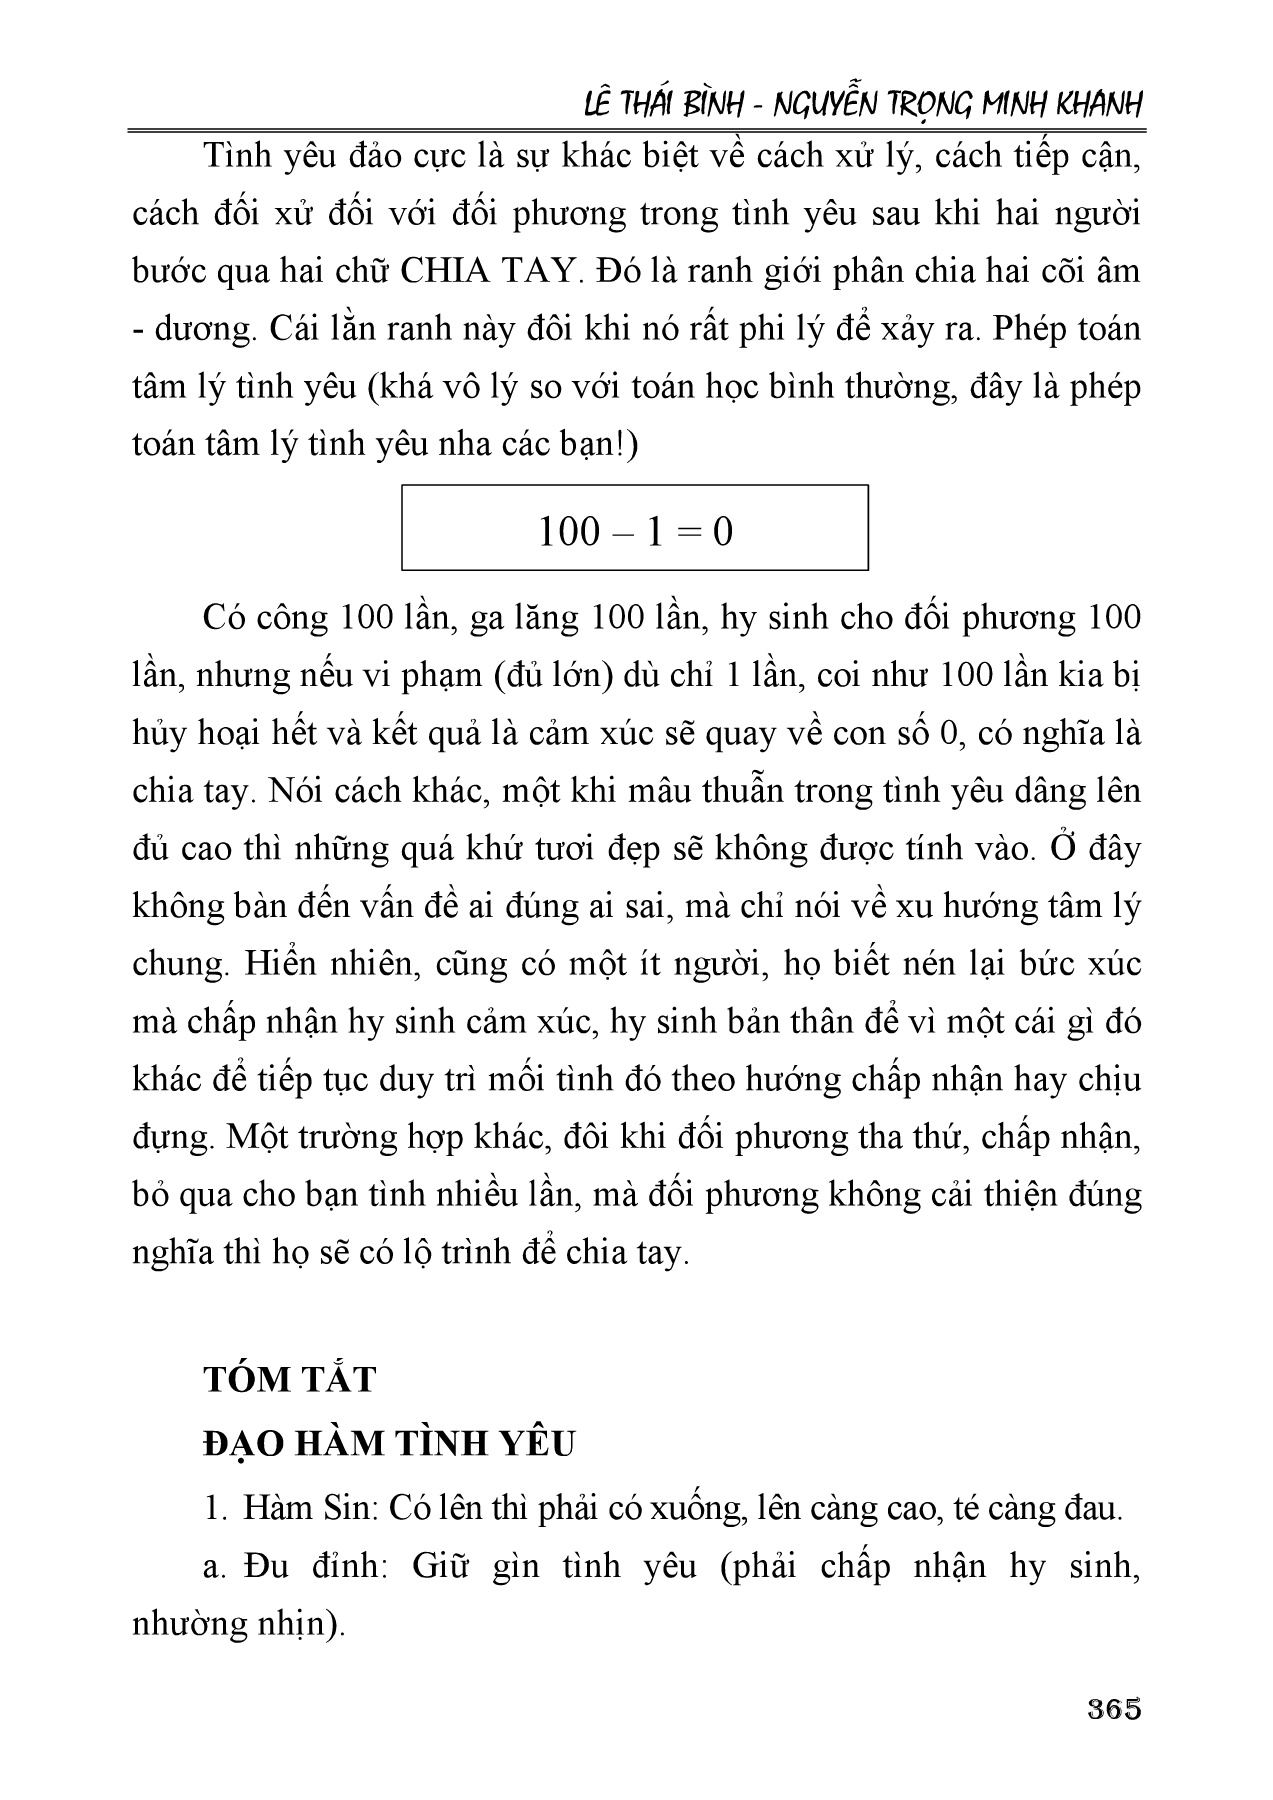 LÊ THÁI BÌNH - NGUYỄN TRỌNG MINH KHANH
Tình yêu đảo cực là sự khác biệt về cách xử lý, cách tiếp cận,
cách đối xử đối với đối phương trong tình yêu sau khi hai người
bước qua hai chữ CHIA TAY. Đó là ranh giới phân chia hai cõi âm
- dương. Cái lằn ranh này đôi khi nó rất phi lý để xảy ra. Phép toán
tâm lý tình yêu (khá vô lý so với toán học bình thường, đây là phép
toán tâm lý tình yêu nha các bạn!)
100 – 1 = 0
Có công 100 lần, ga lăng 100 lần, hy sinh cho đối phương 100
lần, nhưng nếu vi phạm (đủ lớn) dù chỉ 1 lần, coi như 100 lần kia bị
hủy hoại hết và kết quả là cảm xúc sẽ quay về con số 0, có nghĩa là
chia tay. Nói cách khác, một khi mâu thuẫn trong tình yêu dâng lên
đủ cao thì những quá khứ tươi đẹp sẽ không được tính vào. Ở đây
không bàn đến vấn đề ai đúng ai sai, mà chỉ nói về xu hướng tâm lý
chung. Hiển nhiên, cũng có một ít người, họ biết nén lại bức xúc
mà chấp nhận hy sinh cảm xúc, hy sinh bản thân để vì một cái gì đó
khác để tiếp tục duy trì mối tình đó theo hướng chấp nhận hay chịu
đựng. Một trường hợp khác, đôi khi đối phương tha thứ, chấp nhận,
bỏ qua cho bạn tình nhiều lần, mà đối phương không cải thiện đúng
nghĩa thì họ sẽ có lộ trình để chia tay.
TÓM TẮT
ĐẠO HÀM TÌNH YÊU
1. Hàm Sin: Có lên thì phải có xuống, lên càng cao, té càng đau.
a. Đu đỉnh: Giữ gìn tình yêu (phải chấp nhận hy sinh,
nhường nhịn).
365